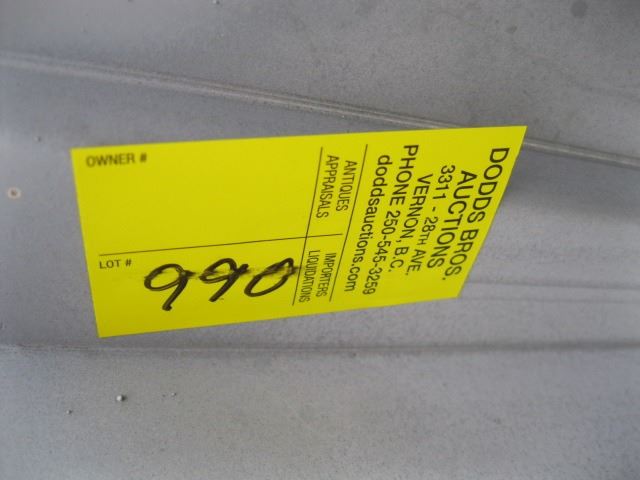 DODDS BROS.
AUCTIONS
3311 - 28TH AVE.
VERNON, B.C.
PHONE 250-545-3259
doddsauctions.com
ANTIQUES
APPRAISALS
IMPORTERS
LIQUIDATIONS
OWNER #
LOT #
990